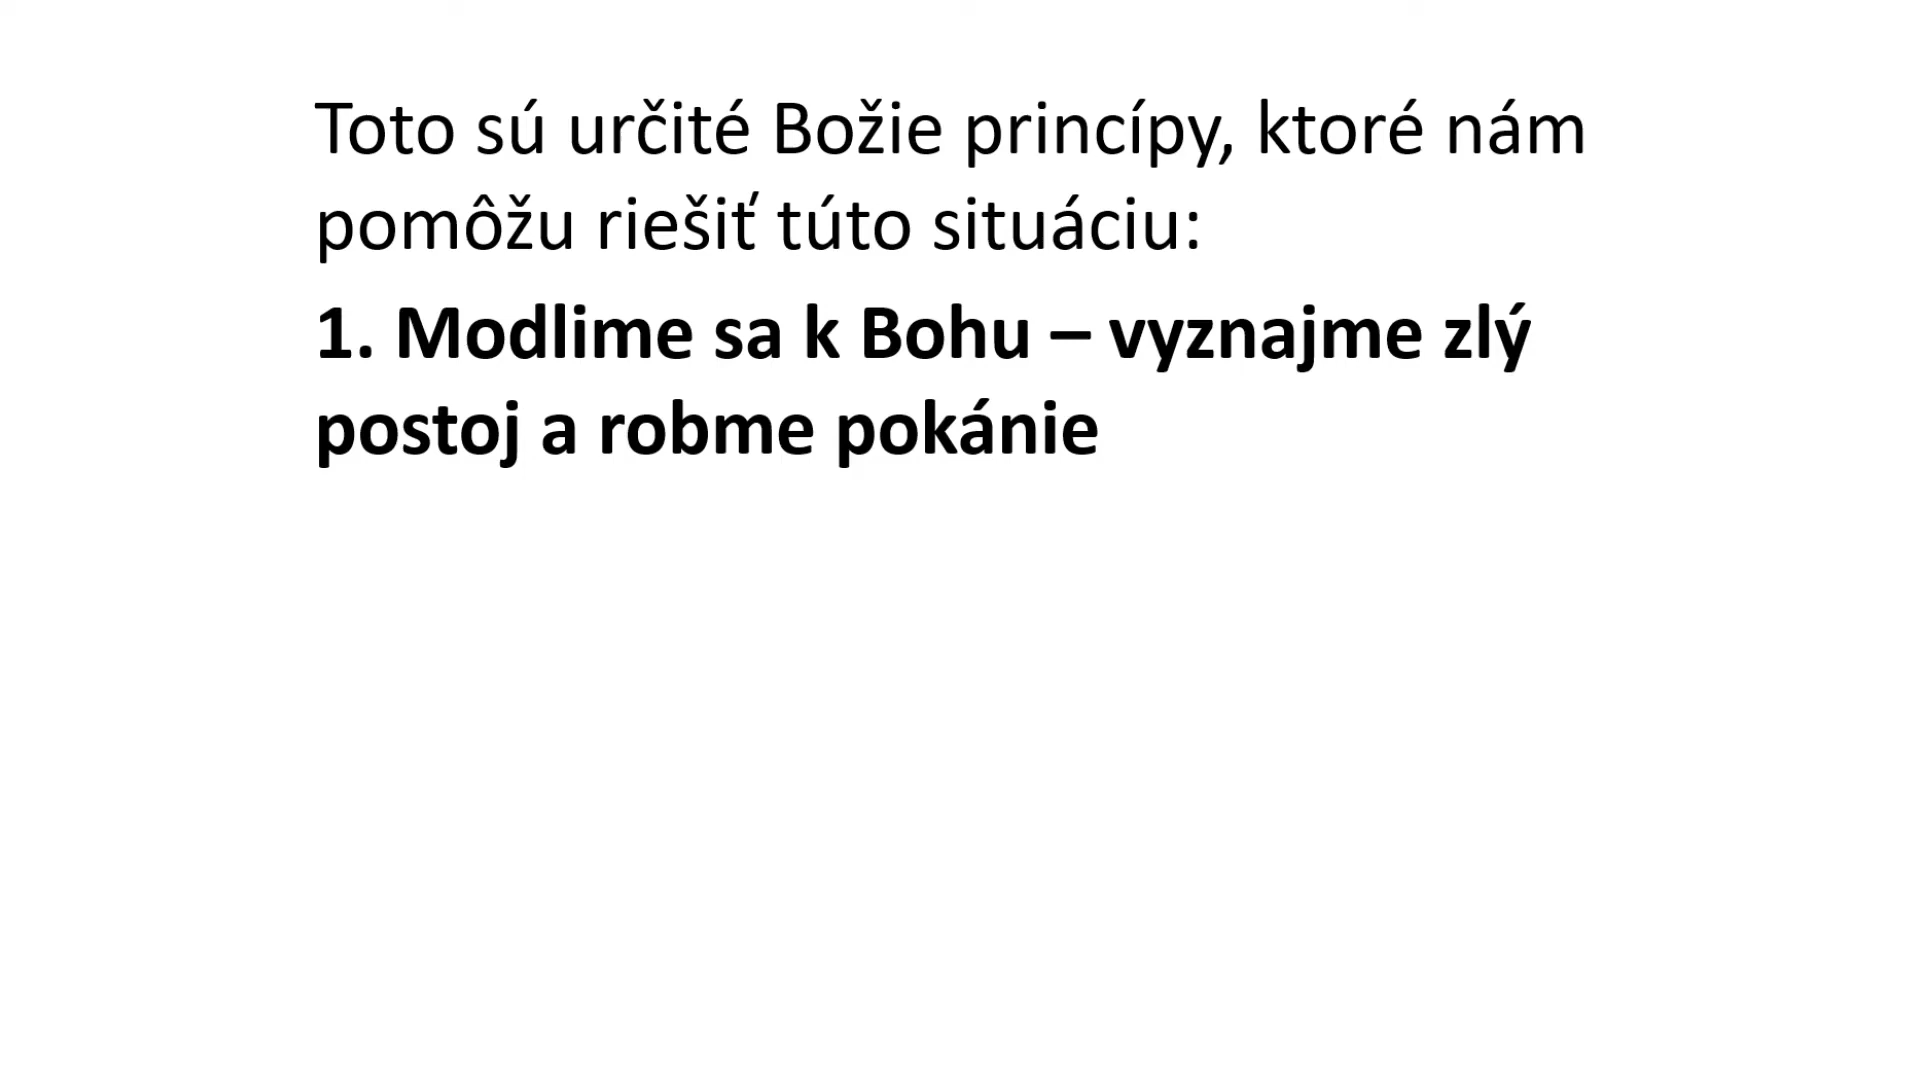 Toto sú určité Božie princípy, ktoré nám
pomôžu riešiť túto situáciu:
1. Modlime sa k Bohu – vyznajme zlý
postoj a robme pokánie